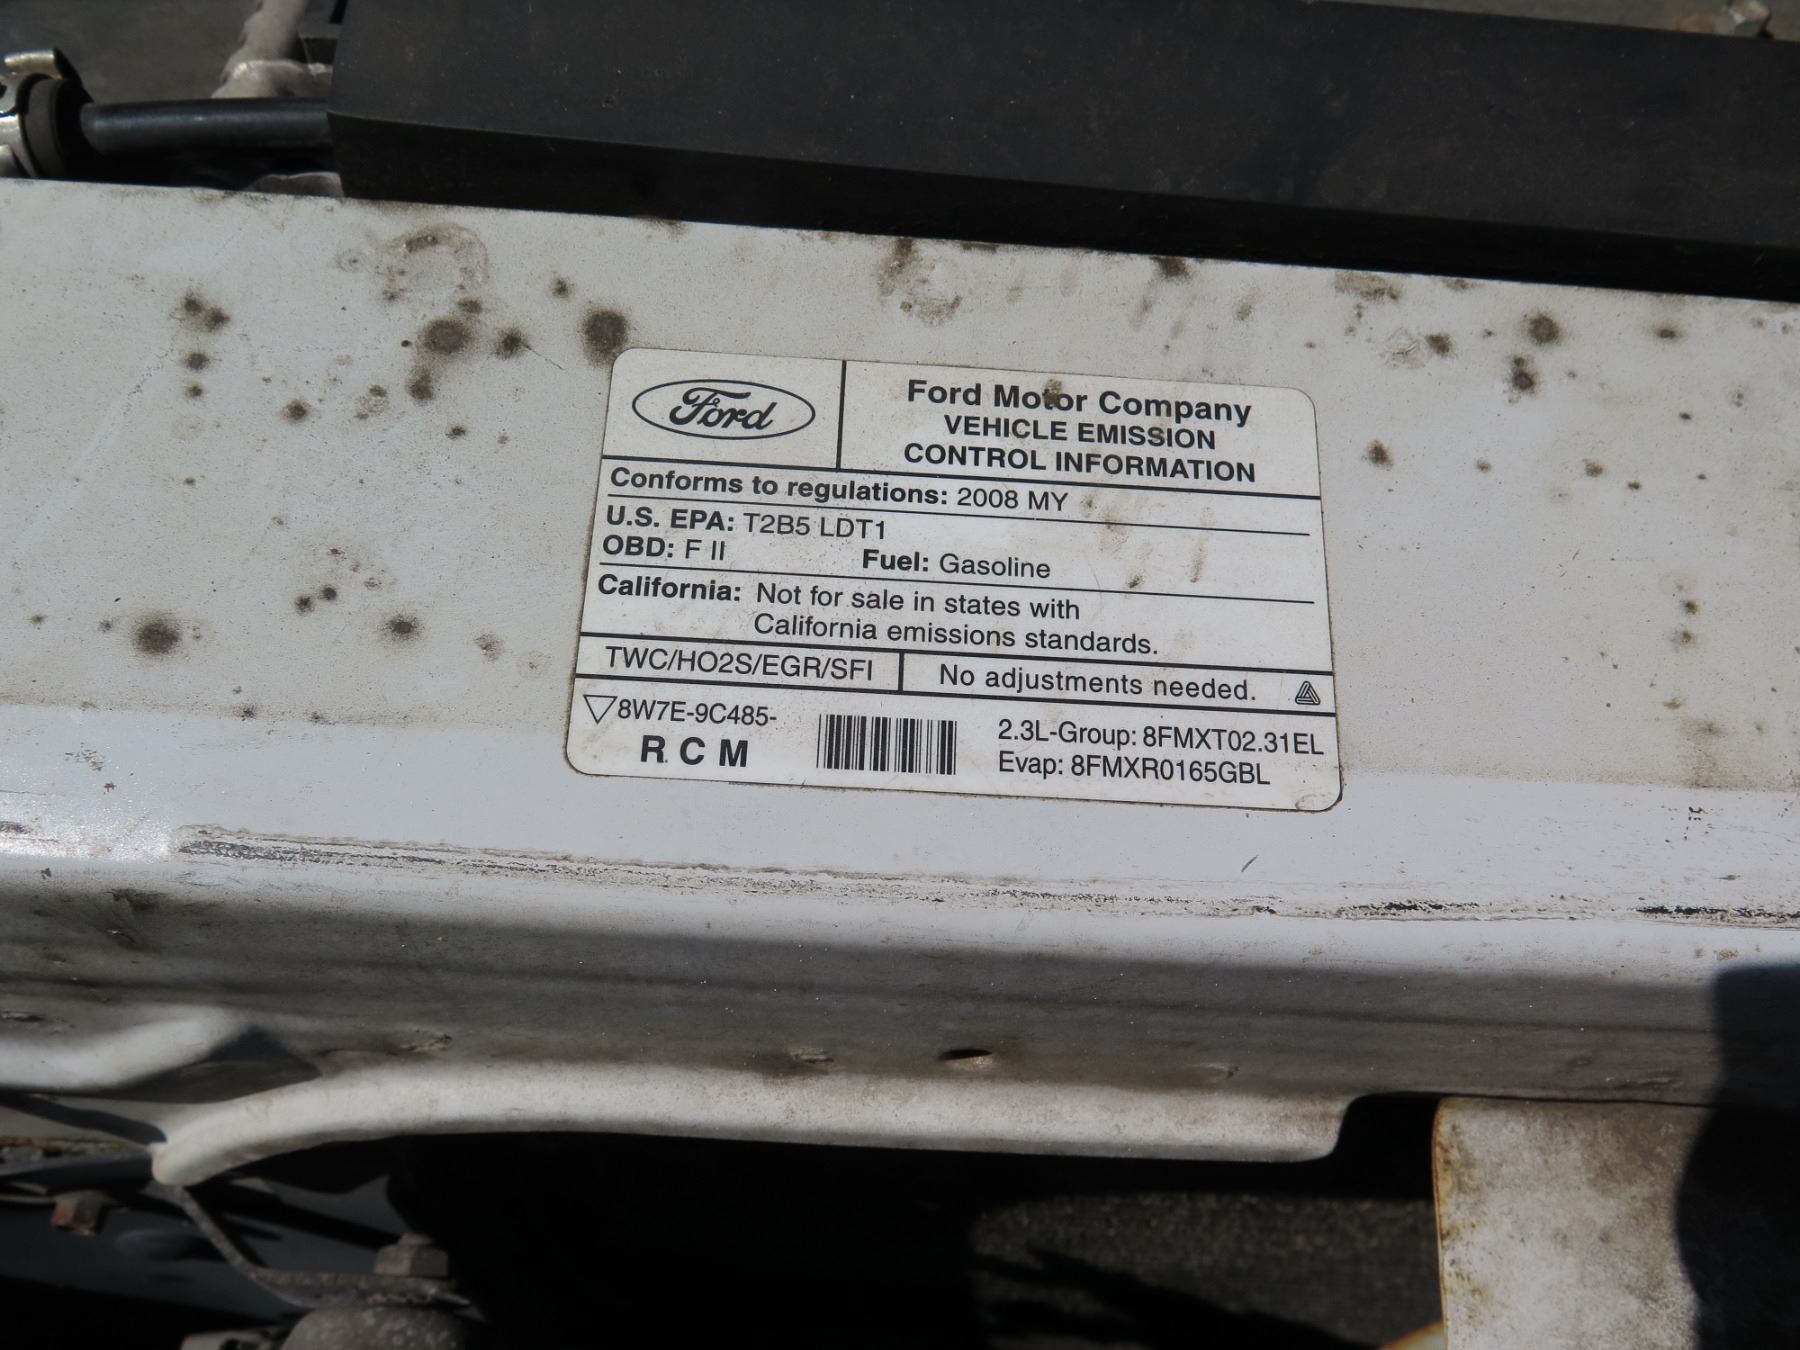 Ford
Ford Motor Company
VEHICLE EMISSION
CONTROL INFORMATION
Conforms to regulations: 2008 MY
U.S. EPA: T2B5 LDT1
OBD: F II Fuel: Gasoline
California: Not for sale in states with
California emissions standards.
TWC/HO2S/EGR/SFI No adjustments needed.
8W7E-9C485-
R C M
2.3L-Group: 8FMXT02.31EL
Evap: 8FMXR0165GBL